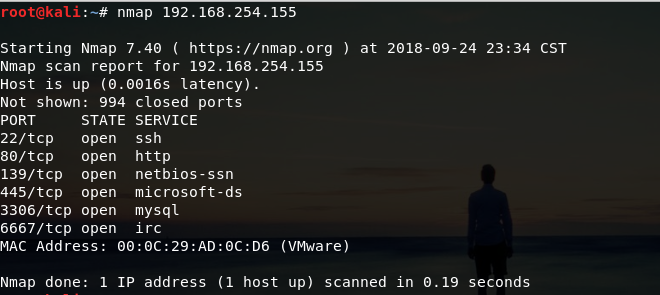 root@kali:~# nmap 192.168.254.155
Starting Nmap 7.40 ( https://nmap.org ) at 2018-09-24 23:34 CST
Nmap scan report for 192.168.254.155
Host is up (0.0016s latency).
Not shown: 994 closed ports
PORT     STATE SERVICE
22/tcp   open  ssh
80/tcp   open  http
139/tcp  open  netbios-ssn
445/tcp  open  microsoft-ds
3306/tcp open  mysql
6667/tcp open  irc
MAC Address: 00:0C:29:AD:0C:D6 (VMware)
Nmap done: 1 IP address (1 host up) scanned in 0.19 seconds